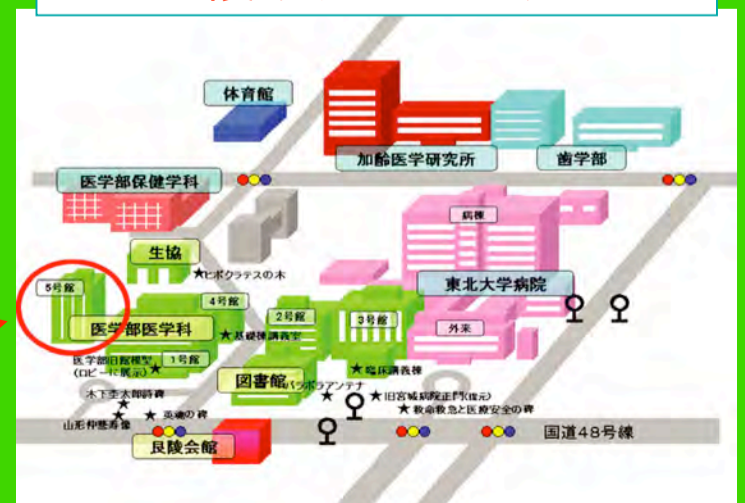 体育館
加齢医学研究所
歯学部
医学部保健学科
病棟
生協
★ヒポクラテスの木
東北大学病院
5号館
4号館
2号館
3号館
外来
医学部医学科
★基礎棟講義室
医学部旧館模型
(ロビーに展示)★
1号館
図書館
★臨床講義棟
パラボラアンテナ
★
木下杢太郎詩碑
★
★旧宮城病院正門(復元)
★救命救急と医療安全の碑
山形仲藝寿像
★
★ 英魂の碑
艮陵会館
国道48号線